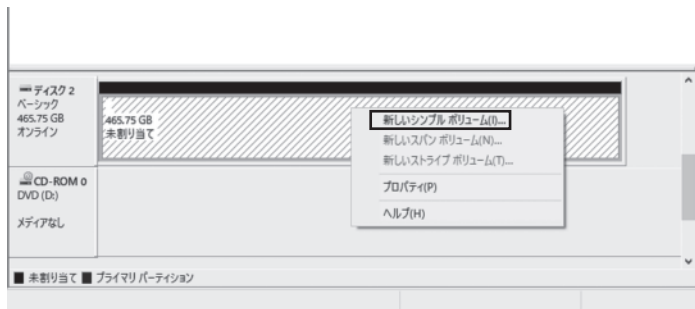 ディスク 2
ベーシック
465.75 GB
オンライン
465.75 GB
未割り当て
新しいシンプル ボリューム(I)...
新しいスパン ボリューム(N)...
新しいストライプ ボリューム(T)...
プロパティ(P)
ヘルプ(H)
CD-ROM 0
DVD (D:)
メディアなし
未割り当て プライマリ パーティション